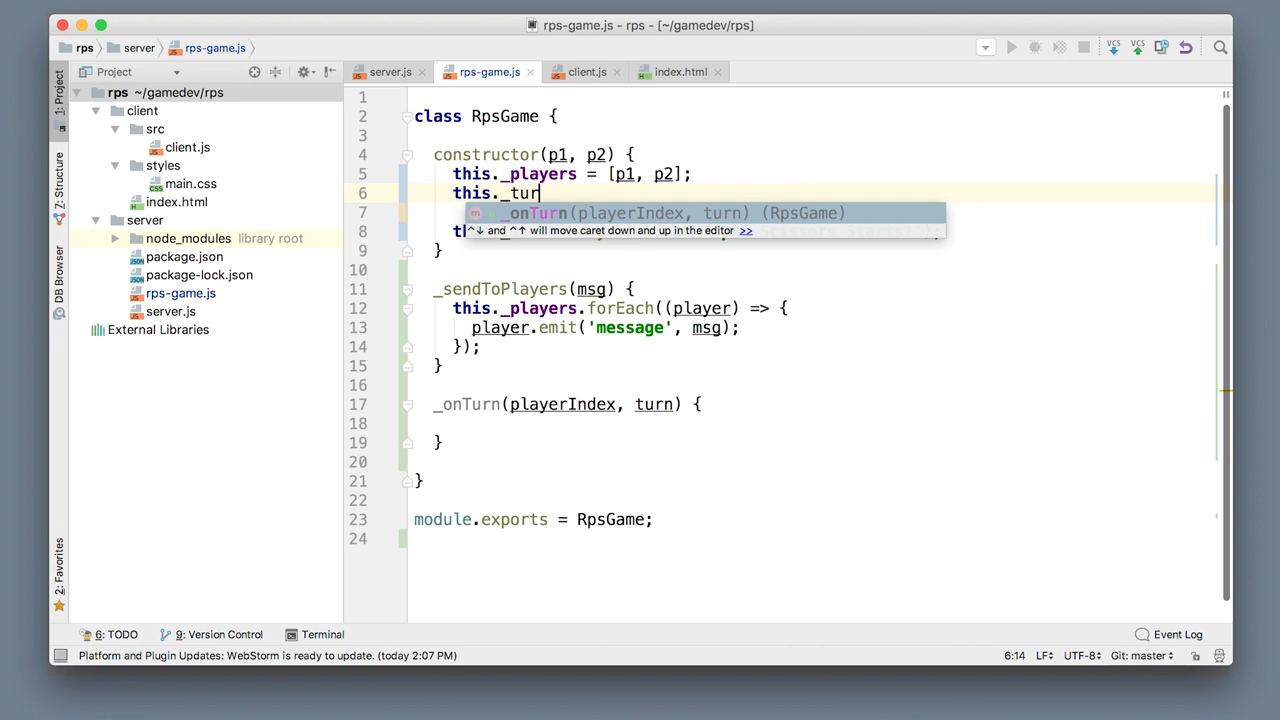 rps-game.js - rps - [~/gamedev/rps]
rps server rps-game.js
VCS VCS
Project
server.js rps-game.js client.js index.html
1: Project
7: Structure
DB Browser
2: Favorites
rps ~/gamedev/rps
client
src
client.js
styles
main.css
index.html
server
node_modules library root
package.json
package-lock.json
rps-game.js
server.js
External Libraries
1
2 class RpsGame {
3
4 constructor(p1, p2) {
5 this._players = [p1, p2];
6 this._tur
7
m _onTurn(playerIndex, turn) (RpsGame)
^↓ and ^↑ will move caret down and up in the editor >>
8
9 }
10
11 _sendToPlayers(msg) {
12 this._players.forEach((player) => {
13 player.emit('message', msg);
14 });
15 }
16
17 _onTurn(playerIndex, turn) {
18
19 }
20
21 }
22
23 module.exports = RpsGame;
24
6: TODO 9: Version Control Terminal Event Log
Platform and Plugin Updates: WebStorm is ready to update. (today 2:07 PM) 6:14 LF UTF-8 Git: master